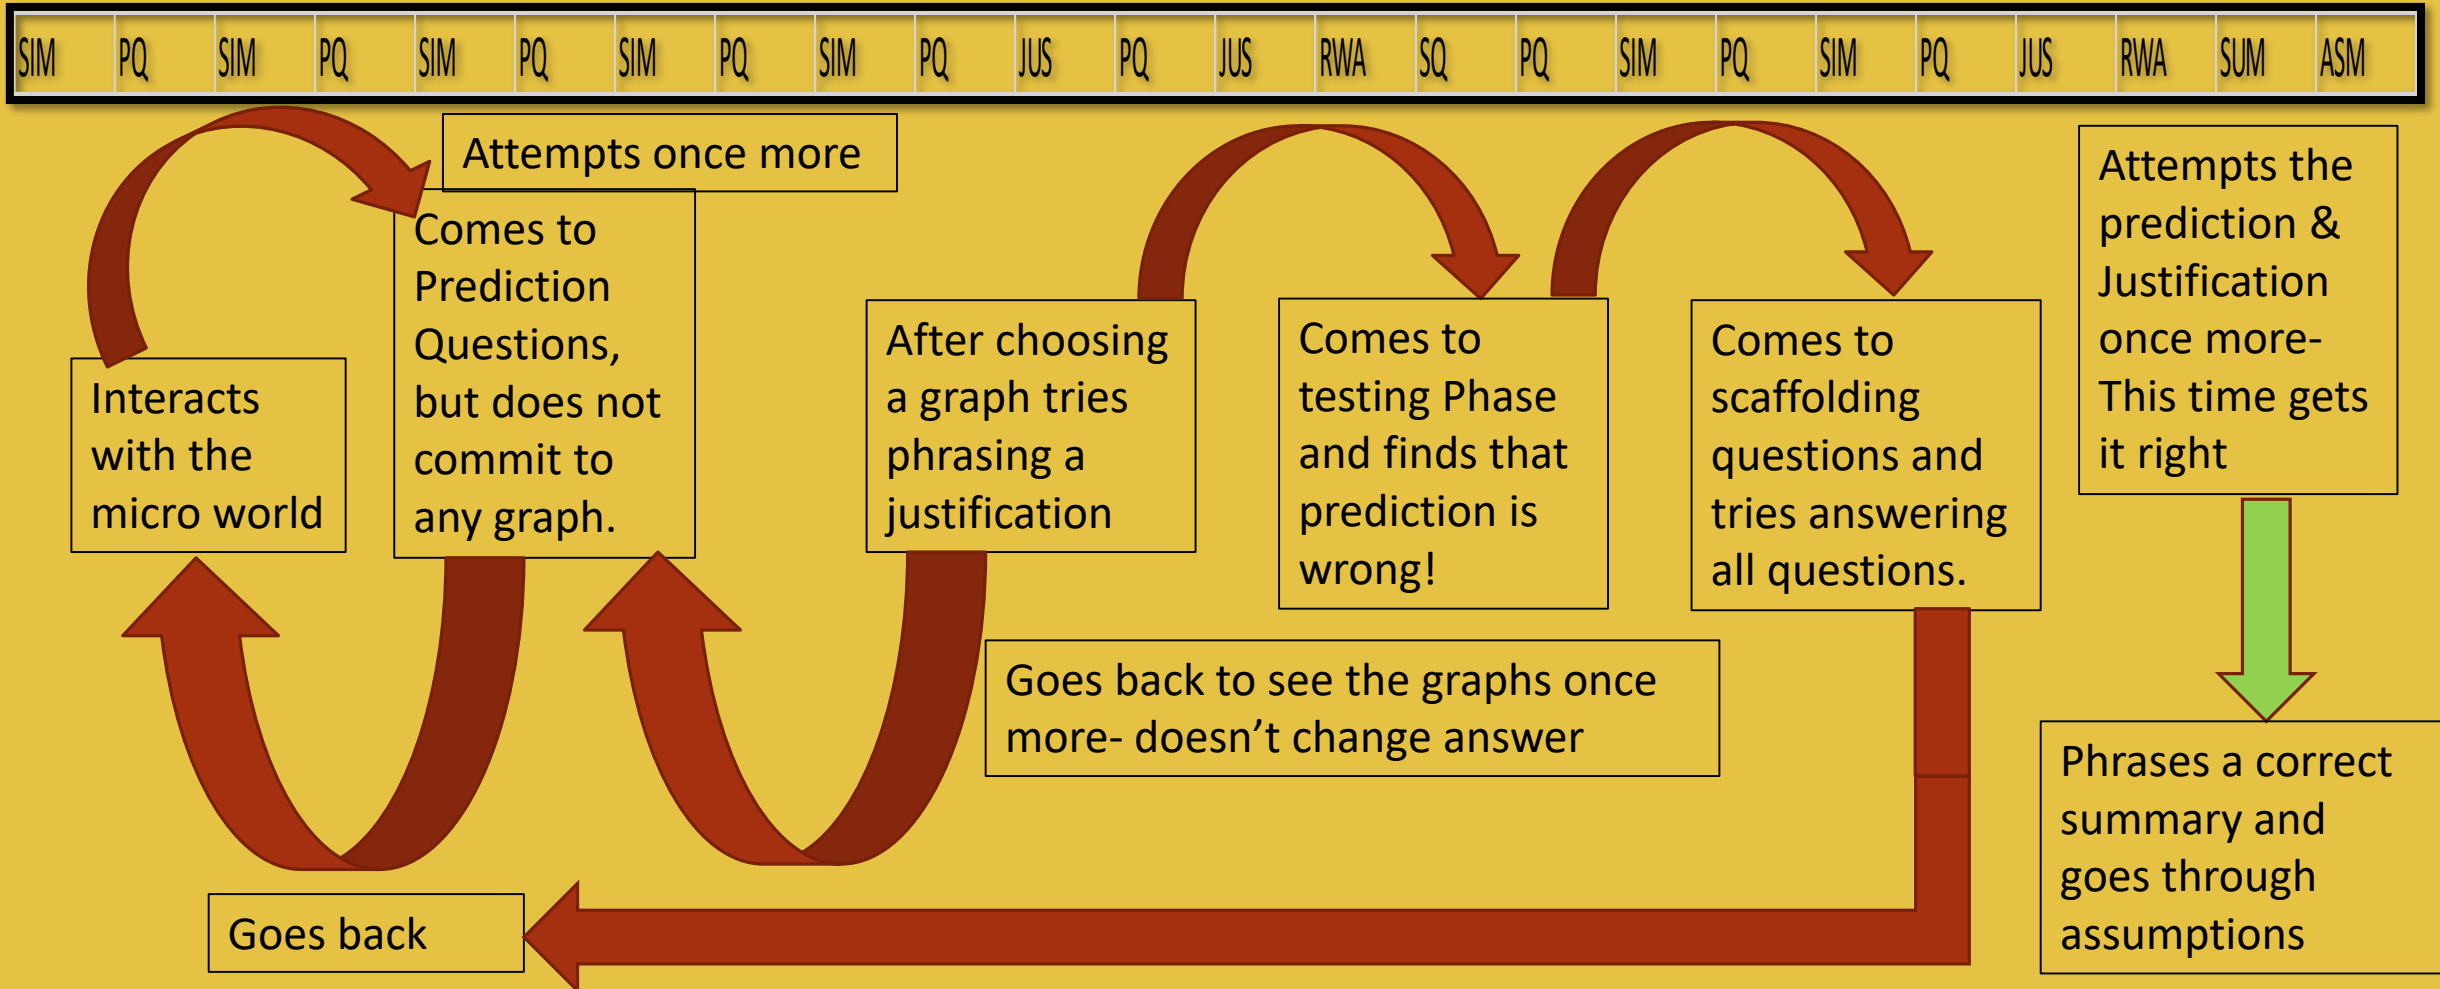 SIM PQ SIM PQ SIM PQ SIM PQ SIM PQ JUS PQ JUS RWA SQ PQ SIM PQ SIM PQ JUS RWA SUM ASM
Attempts once more
Interacts
with the
micro world
Comes to
Prediction
Questions,
but does not
commit to
any graph.
After choosing
a graph tries
phrasing a
justification
Comes to
testing Phase
and finds that
prediction is
wrong!
Comes to
scaffolding
questions and
tries answering
all questions.
Attempts the
prediction &
Justification
once more-
This time gets
it right
Goes back to see the graphs once
more- doesn’t change answer
Goes back
Phrases a correct
summary and
goes through
assumptions